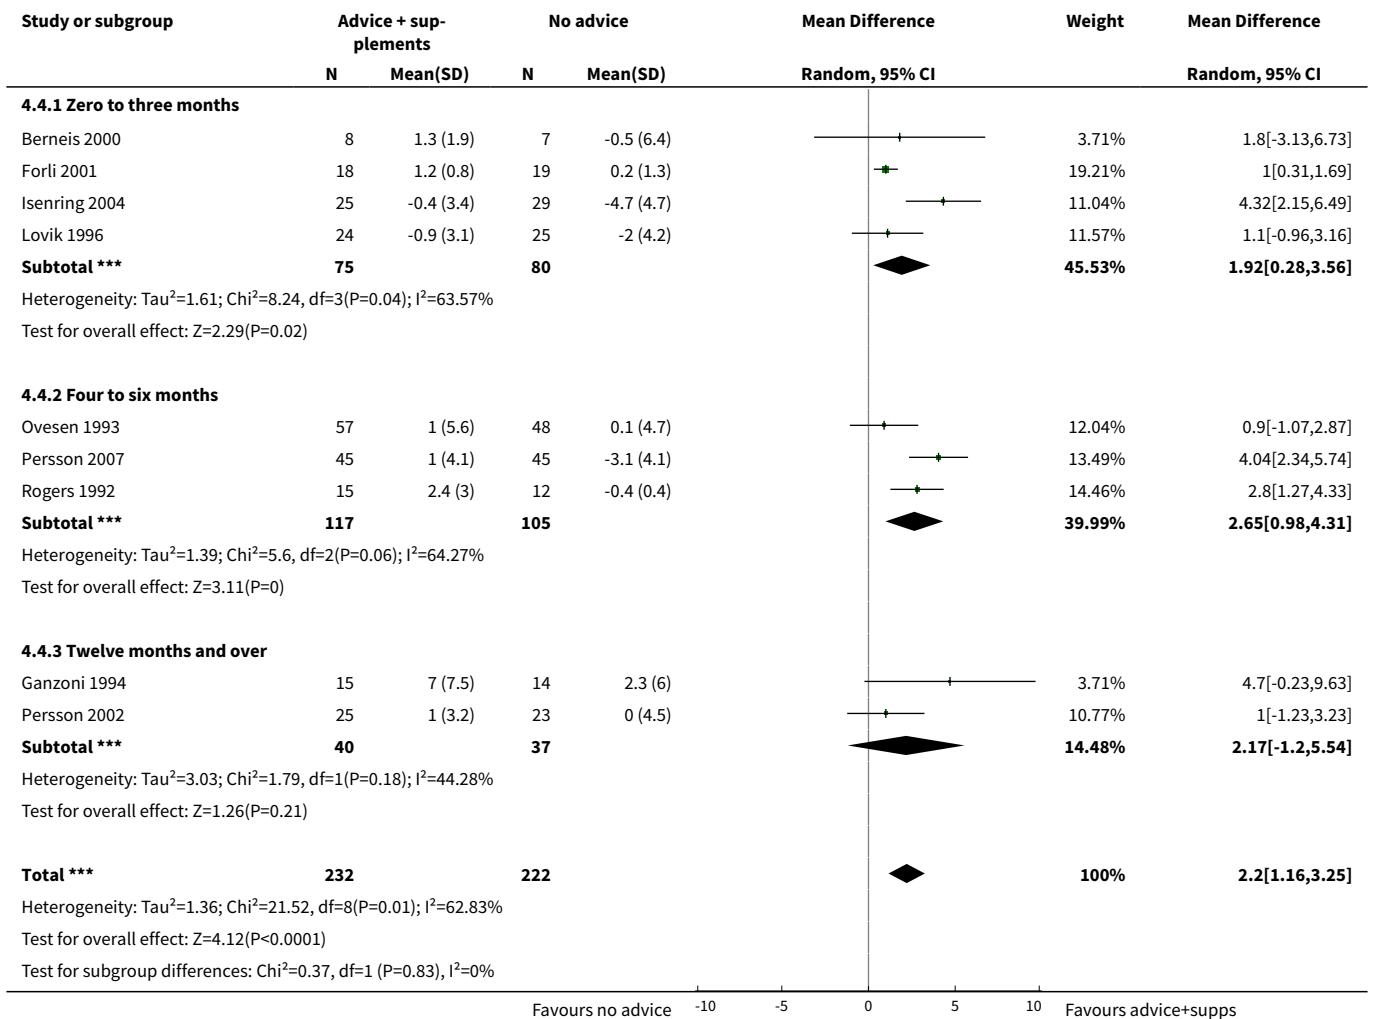 Study or subgroup Advice + sup- No advice Mean Difference Weight Mean Difference
plements
N Mean(SD) N Mean(SD) Random, 95% CI Random, 95% CI
4.4.1 Zero to three months
Berneis 2000 8 1.3 (1.9) 7 -0.5 (6.4) 3.71% 1.8[-3.13,6.73]
Forli 2001 18 1.2 (0.8) 19 0.2 (1.3) 19.21% 1[0.31,1.69]
Isenring 2004 25 -0.4 (3.4) 29 -4.7 (4.7) 11.04% 4.32[2.15,6.49]
Lovik 1996 24 -0.9 (3.1) 25 -2 (4.2) 11.57% 1.1[-0.96,3.16]
Subtotal *** 75 80 45.53% 1.92[0.28,3.56]
Heterogeneity: Tau²=1.61; Chi²=8.24, df=3(P=0.04); I²=63.57%
Test for overall effect: Z=2.29(P=0.02)
4.4.2 Four to six months
Ovesen 1993 57 1 (5.6) 48 0.1 (4.7) 12.04% 0.9[-1.07,2.87]
Persson 2007 45 1 (4.1) 45 -3.1 (4.1) 13.49% 4.04[2.34,5.74]
Rogers 1992 15 2.4 (3) 12 -0.4 (0.4) 14.46% 2.8[1.27,4.33]
Subtotal *** 117 105 39.99% 2.65[0.98,4.31]
Heterogeneity: Tau²=1.39; Chi²=5.6, df=2(P=0.06); I²=64.27%
Test for overall effect: Z=3.11(P=0)
4.4.3 Twelve months and over
Ganzoni 1994 15 7 (7.5) 14 2.3 (6) 3.71% 4.7[-0.23,9.63]
Persson 2002 25 1 (3.2) 23 0 (4.5) 10.77% 1[-1.23,3.23]
Subtotal *** 40 37 14.48% 2.17[-1.2,5.54]
Heterogeneity: Tau²=3.03; Chi²=1.79, df=1(P=0.18); I²=44.28%
Test for overall effect: Z=1.26(P=0.21)
Total *** 232 222 100% 2.2[1.16,3.25]
Heterogeneity: Tau²=1.36; Chi²=21.52, df=8(P=0.01); I²=62.83%
Test for overall effect: Z=4.12(P<0.0001)
Test for subgroup differences: Chi²=0.37, df=1 (P=0.83), I²=0%
Favours no advice -10 -5 0 5 10 Favours advice+supps